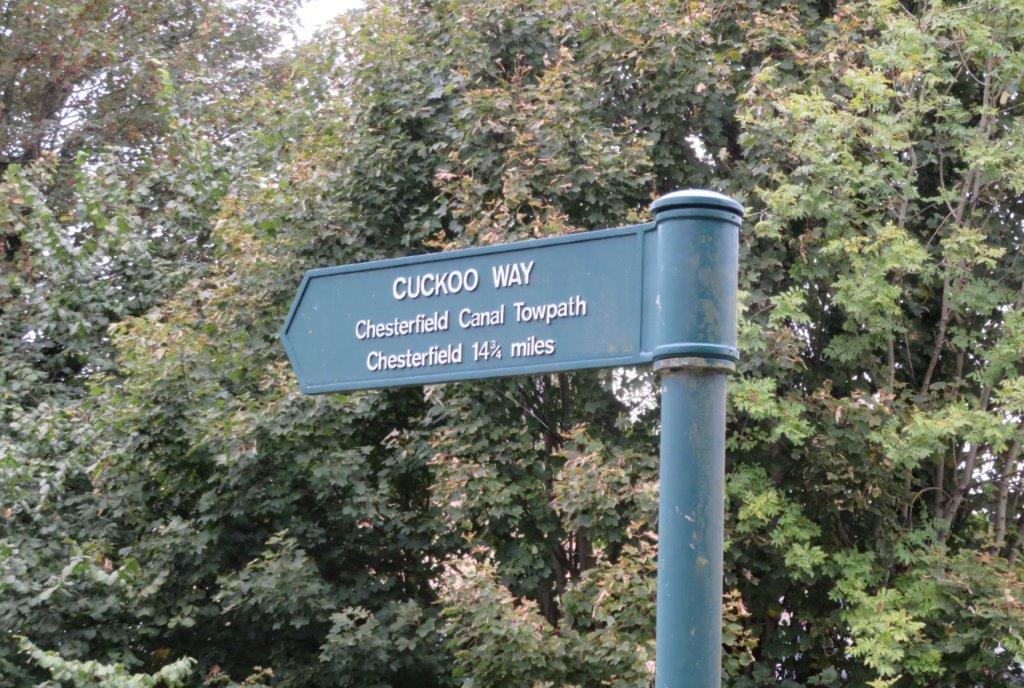 CUCKOO WAY
Chesterfield Canal Towpath
Chesterfield 14¾ miles